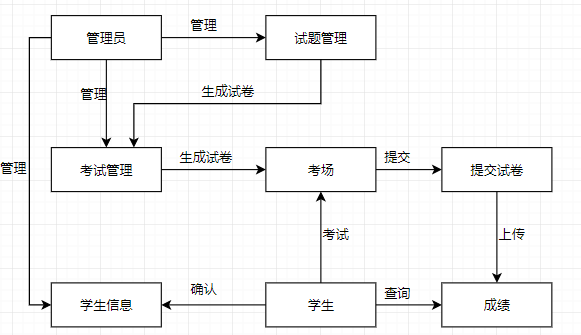 管理员
管理
试题管理
管理
生成试卷
管理
考试管理
生成试卷
考场
提交
提交试卷
考试
上传
学生信息
确认
学生
查询
成绩